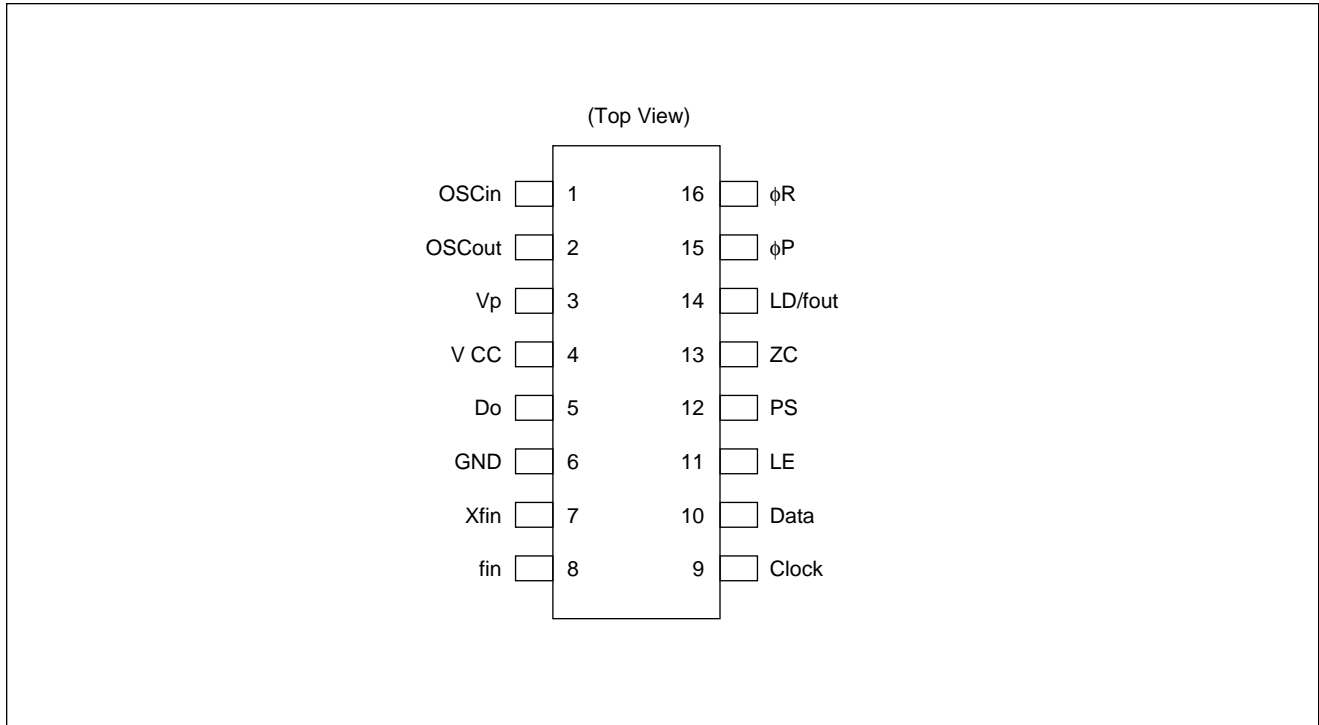 (Top View)
OSCin 1 16 ϕR
OSCout 2 15 ϕP
Vp 3 14 LD/fout
V CC 4 13 ZC
Do 5 12 PS
GND 6 11 LE
Xfin 7 10 Data
fin 8 9 Clock